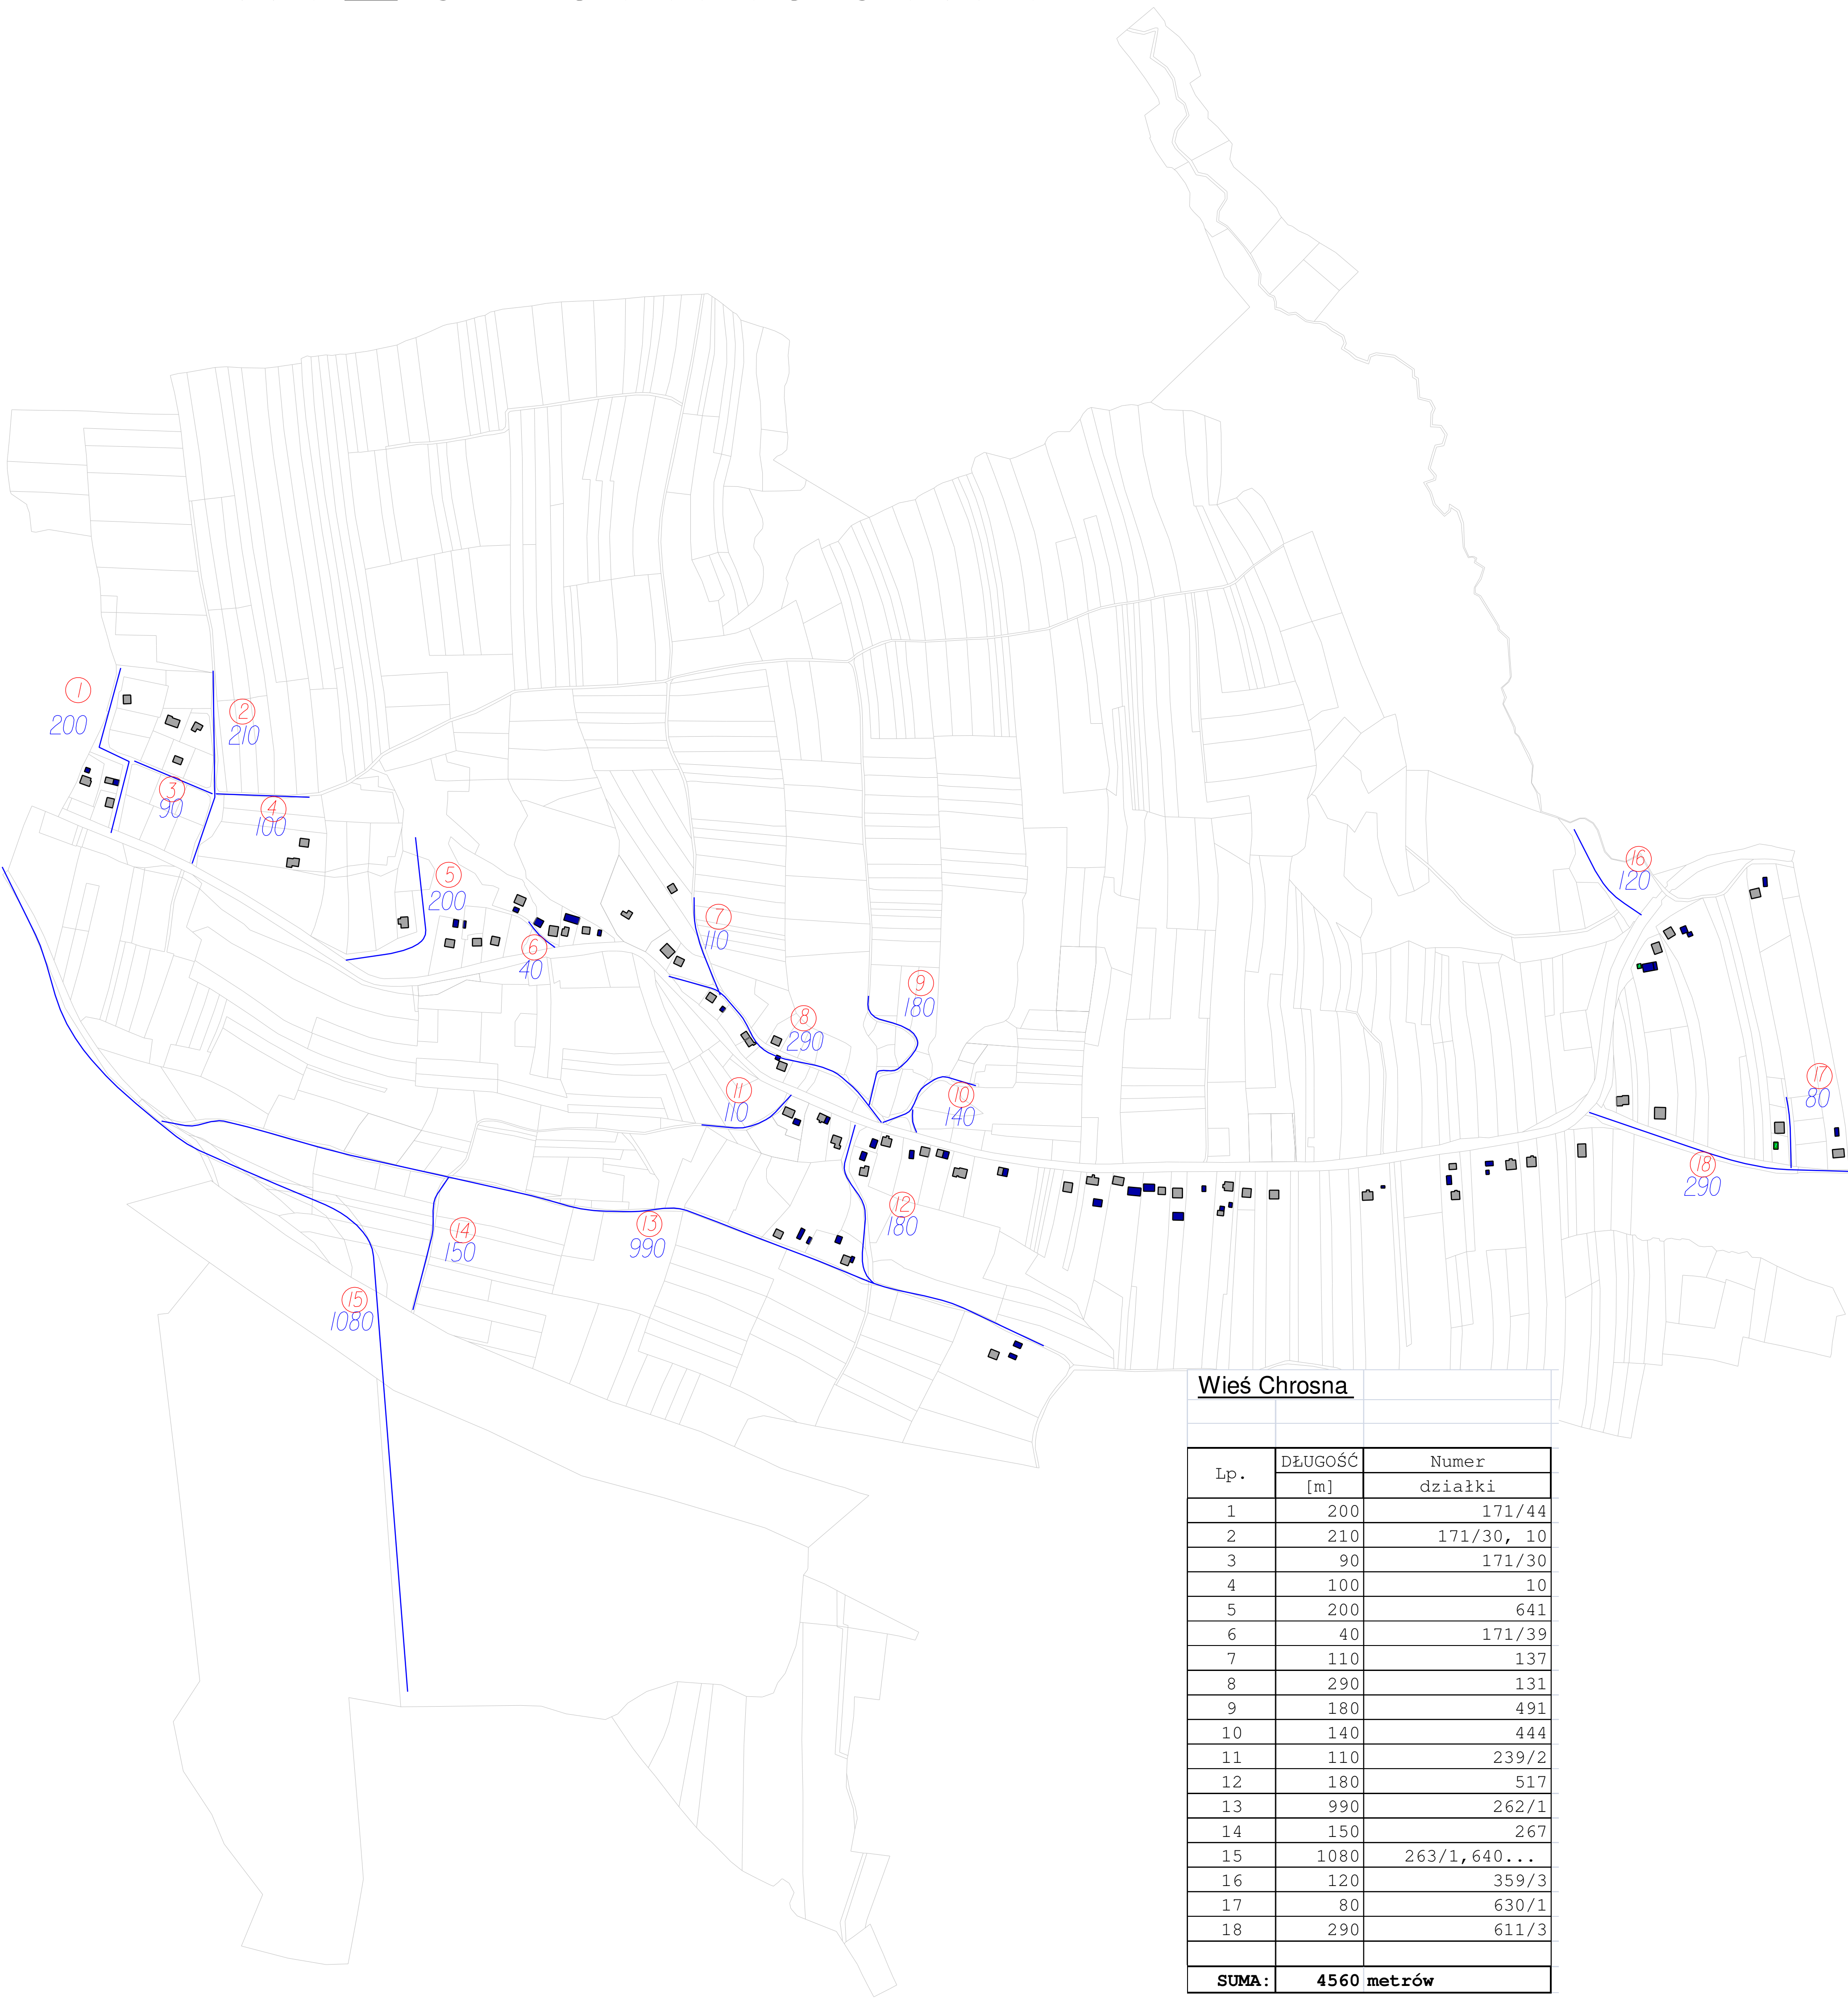 1
200
2
210
3
90
4
100
5
200
6
40
7
110
8
290
9
180
10
140
11
110
12
180
13
990
14
150
15
1080
16
120
17
80
18
290
Wieś Chrosna
Lp. DŁUGOŚĆ [m] Numer działki
1 200 171/44
2 210 171/30, 10
3 90 171/30
4 100 10
5 200 641
6 40 171/39
7 110 137
8 290 131
9 180 491
10 140 444
11 110 239/2
12 180 517
13 990 262/1
14 150 267
15 1080 263/1,640...
16 120 359/3
17 80 630/1
18 290 611/3
SUMA: 4560 metrów